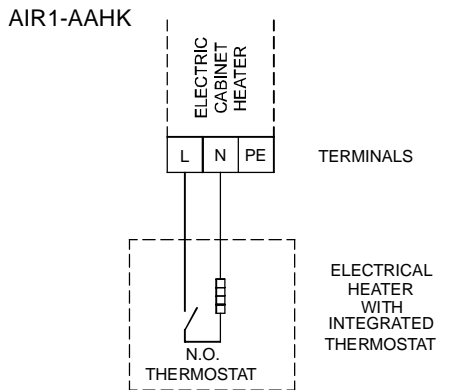 AIR1-AAHK
ELECTRIC
CABINET
HEATER
L N PE
TERMINALS
ELECTRICAL
HEATER
WITH
INTEGRATED
THERMOSTAT
N.O.
THERMOSTAT